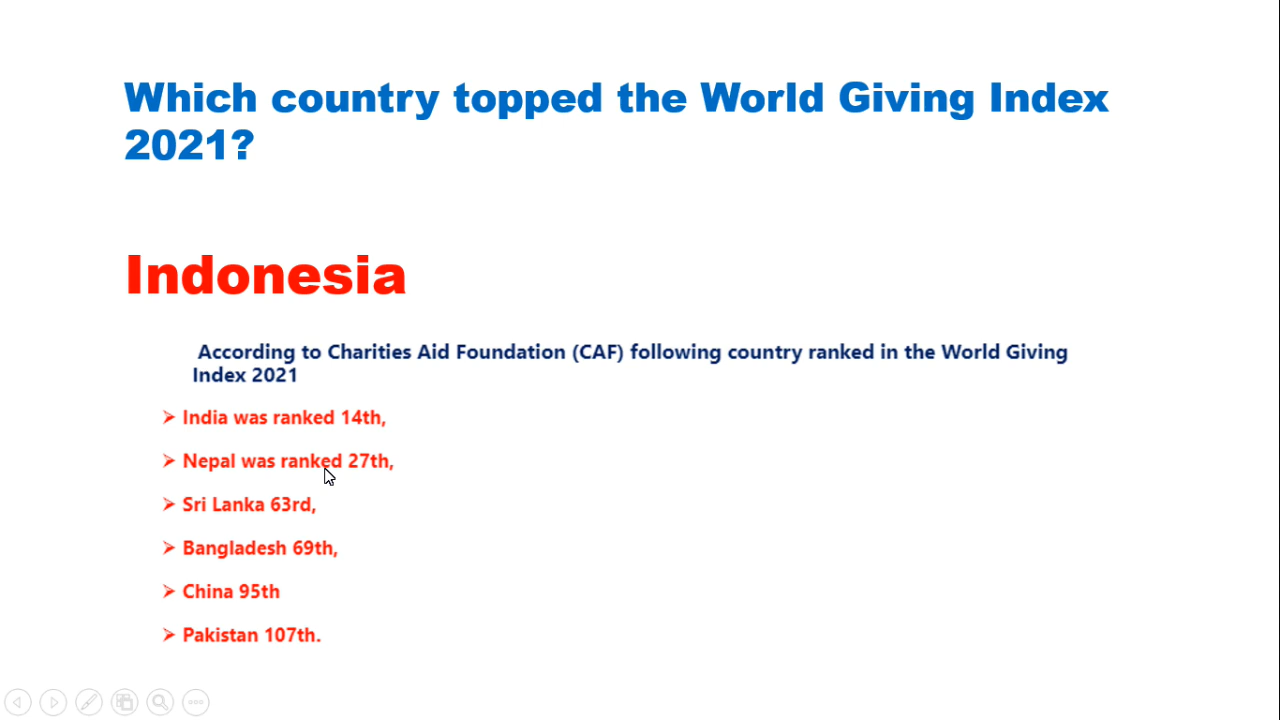 Which country topped the World Giving Index
2021?
Indonesia
According to Charities Aid Foundation (CAF) following country ranked in the World Giving
Index 2021
India was ranked 14th,
Nepal was ranked 27th,
Sri Lanka 63rd,
Bangladesh 69th,
China 95th
Pakistan 107th.